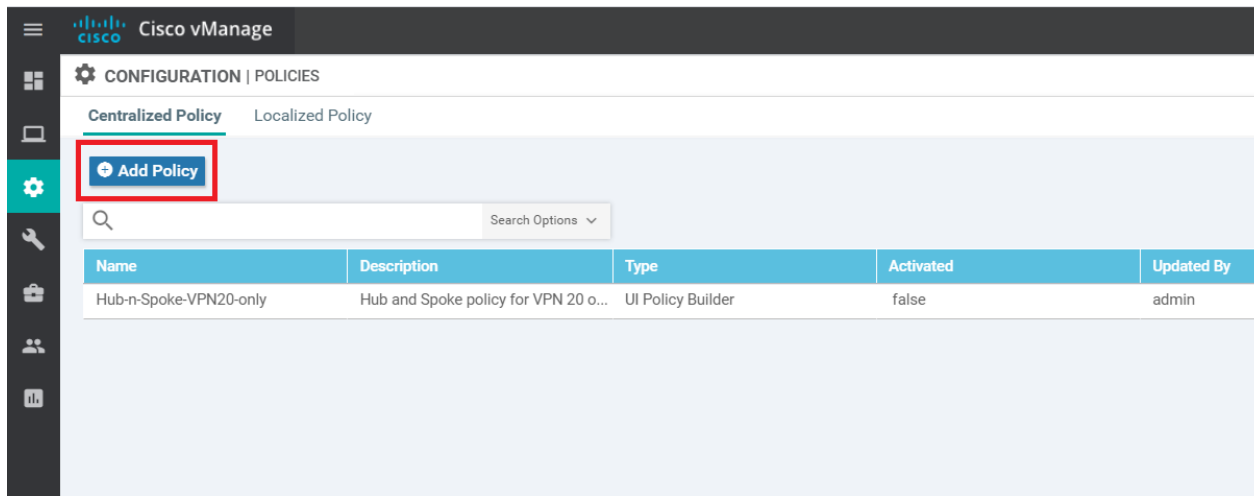 cisco Cisco vManage
CONFIGURATION | POLICIES
Centralized Policy Localized Policy
Add Policy
Search Options
Name Description Type Activated Updated By
Hub-n-Spoke-VPN20-only Hub and Spoke policy for VPN 20 o... UI Policy Builder false admin